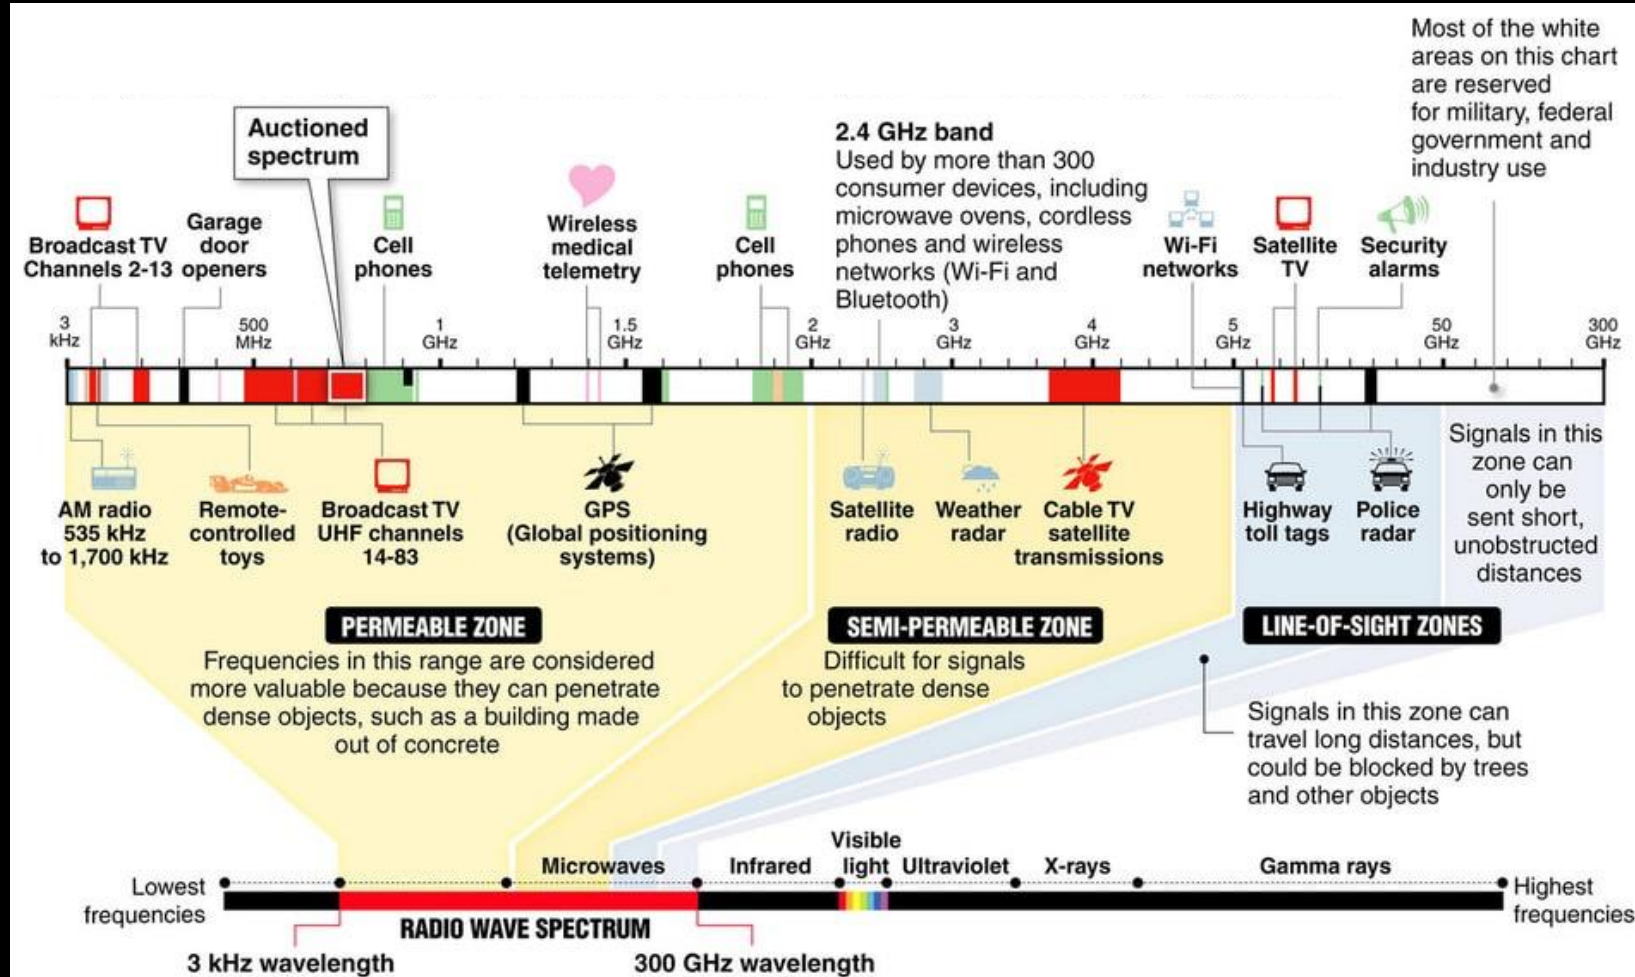 Most of the white
areas on this chart
are reserved
for military, federal
government and
industry use
Auctioned
spectrum
2.4 GHz band
Used by more than 300
consumer devices, including
microwave ovens, cordless
phones and wireless
networks (Wi-Fi and
Bluetooth)
Broadcast TV
Channels 2-13
Garage
door
openers
Cell
phones
Wireless
medical
telemetry
Cell
phones
Wi-Fi
networks
Satellite
TV
Security
alarms
3
kHz
500
MHz
1
GHz
1.5
GHz
2
GHz
3
GHz
4
GHz
5
GHz
50
GHz
300
GHz
AM radio
535 kHz
to 1,700 kHz
Remote-
controlled
toys
Broadcast TV
UHF channels
14-83
GPS
(Global positioning
systems)
Satellite
radio
Weather
radar
Cable TV
satellite
transmissions
Highway
toll tags
Police
radar
Signals in this
zone can
only be
sent short,
unobstructed
distances
PERMEABLE ZONE
Frequencies in this range are considered
more valuable because they can penetrate
dense objects, such as a building made
out of concrete
SEMI-PERMEABLE ZONE
Difficult for signals
to penetrate dense
objects
LINE-OF-SIGHT ZONES
Signals in this zone can
travel long distances, but
could be blocked by trees
and other objects
Lowest
frequencies
Microwaves
Infrared
Visible
light
Ultraviolet
X-rays
Gamma rays
Highest
frequencies
RADIO WAVE SPECTRUM
3 kHz wavelength
300 GHz wavelength